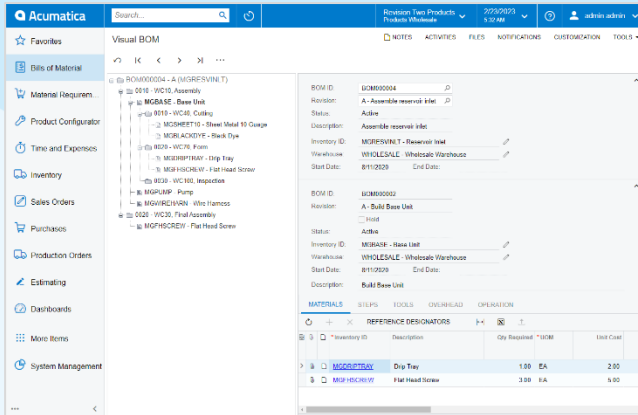 Acumatica
Search...
Revision Two Products
Products Wholesale
2/23/2023
5:32 AM
admin admin
Favorites
Bills of Material
Material Requirem...
Product Configurator
Time and Expenses
Inventory
Sales Orders
Purchases
Production Orders
Estimating
Dashboards
More Items
System Management
Visual BOM
NOTES ACTIVITIES FILES NOTIFICATIONS CUSTOMIZATION TOOLS
BOM000004 - A (MGRESVINLT)
0010 - WC10, Assembly
MGBASE - Base Unit
0010 - WC40, Cutting
MGSHEET10 - Sheet Metal 10 Guage
MGBLACKDYE - Black Dye
0020 - WC70, Form
MGDRIPTRAY - Drip Tray
MGFHSCREW - Flat Head Screw
0030 - WC100, Inspection
MGPUMP - Pump
MGWIREHARN - Wire Harness
0020 - WC30, Final Assembly
MGFHSCREW - Flat Head Screw
BOM ID: BOM000004
Revision: A - Assemble reservoir inlet
Status: Active
Description: Assemble reservoir inlet
Inventory ID: MGRESVINLT - Reservoir Inlet
Warehouse: WHOLESALE - Wholesale Warehouse
Start Date: 8/11/2020 End Date:
BOM ID: BOM000003
Revision: A - Build Base Unit
Hold
Status: Active
Inventory ID: MGBASE - Base Unit
Warehouse: WHOLESALE - Wholesale Warehouse
Start Date: 8/11/2020 End Date:
Description: Build Base Unit
MATERIALS STEPS TOOLS OVERHEAD OPERATION
REFERENCE DESIGNATORS
*Inventory ID Description Qty Required *UOM Unit Cost
MGDRIPTRAY Drip Tray 1.00 EA 2.00
MGFHSCREW Flat Head Screw 3.00 EA 5.00